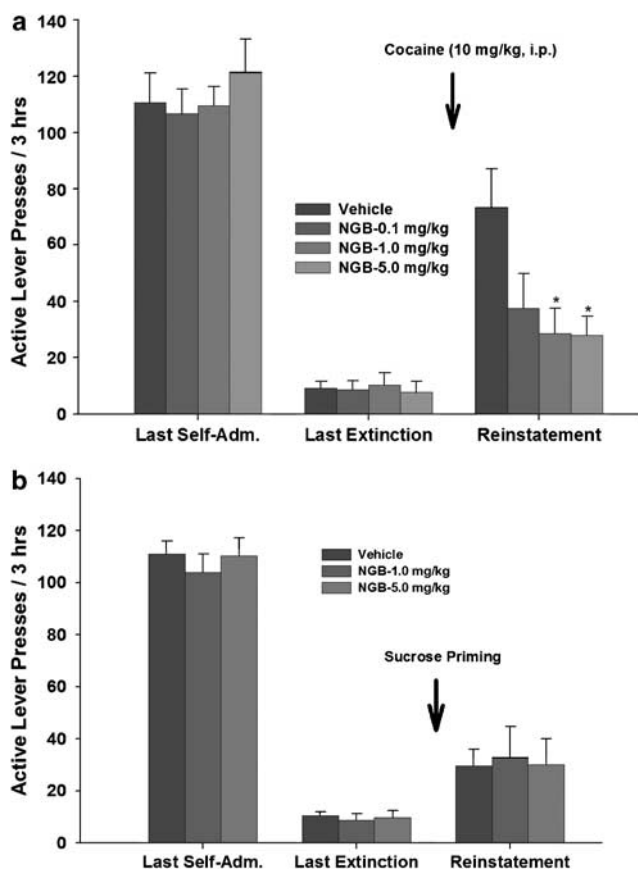 a
Cocaine (10 mg/kg, i.p.)
Active Lever Presses / 3 hrs
140
120
100
80
60
40
20
0
Vehicle
NGB-0.1 mg/kg
NGB-1.0 mg/kg
NGB-5.0 mg/kg
* *
Last Self-Adm. Last Extinction Reinstatement
b
Active Lever Presses / 3 hrs
140
120
100
80
60
40
20
0
Vehicle
NGB-1.0 mg/kg
NGB-5.0 mg/kg
Sucrose Priming
Last Self-Adm. Last Extinction Reinstatement